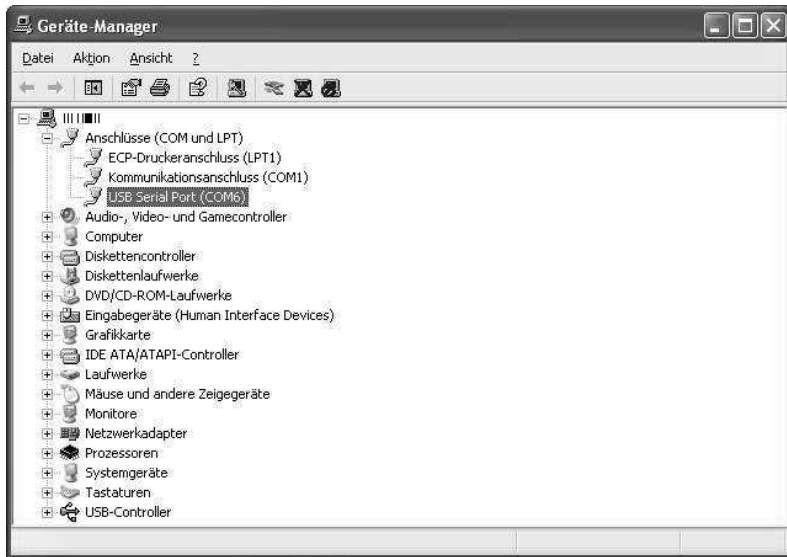 Geräte-Manager
Datei Aktion Ansicht ?
Anschlüsse (COM und LPT)
ECP-Druckeranschluss (LPT1)
Kommunikationsanschluss (COM1)
USB Serial Port (COM6)
Audio-, Video- und Gamecontroller
Computer
Diskettencontroller
Diskettenlaufwerke
DVD/CD-ROM-Laufwerke
Eingabegeräte (Human Interface Devices)
Grafikkarte
IDE ATA/ATAPI-Controller
Laufwerke
Mäuse und andere Zeigegeräte
Monitore
Netzwerkadapter
Prozessoren
Systemgeräte
Tastaturen
USB-Controller